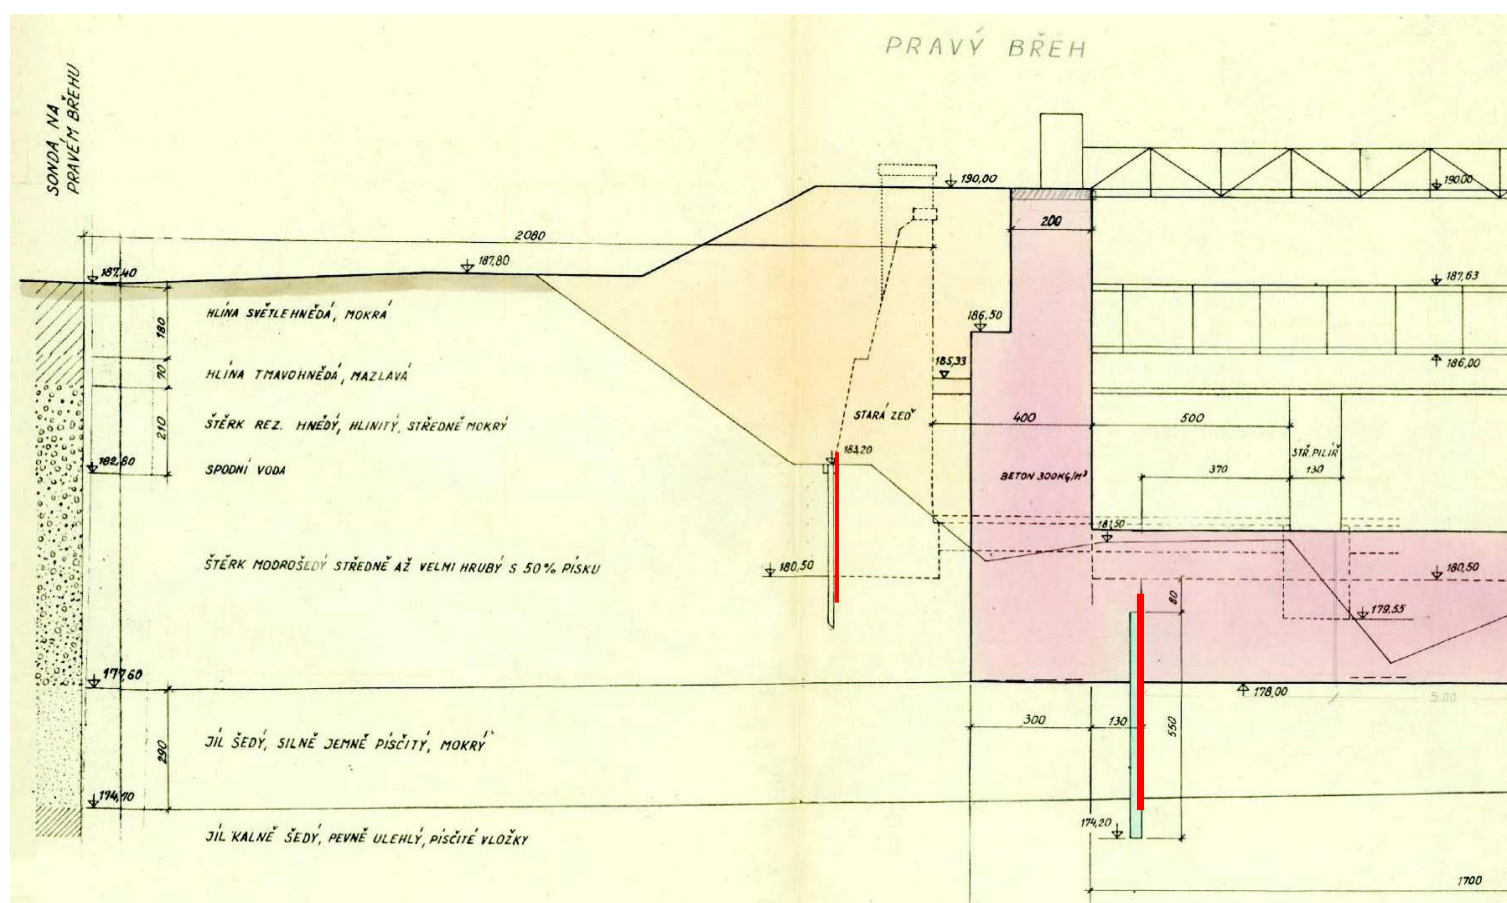 PRAVÝ BŘEH
SONDA NA
PRAVÉM BŘEHU
190,00
190,00
200
2080
187,80
187,40
187,63
HLÍNA SVĚTLEHNĚDÁ, MOKRÁ
180
186,50
185,33
186,00
HLÍNA TMAVOHNĚDÁ, MAZLAVÁ
70
STARÁ ZEĎ
400
500
ŠTĚRK REZ. HNĚDÝ, HLINITÝ, STŘEDNĚ MOKRÝ
210
183,20
STŘ. PILÍŘ
182,80
SPODNÍ VODA
BETON 300KG/M³
370
130
181,50
ŠTĚRK MODROŠEDÝ STŘEDNĚ AŽ VELMI HRUBÝ S 50% PÍSKU
180,50
180,50
80
179,55
177,60
178,00
5.00
300
130
550
JÍL ŠEDÝ, SILNĚ JEMNĚ PÍSČITÝ, MOKRÝ
290
174,70
174,20
JÍL KALNĚ ŠEDÝ, PEVNĚ ULEHLÝ, PÍSČITÉ VLOŽKY
1700